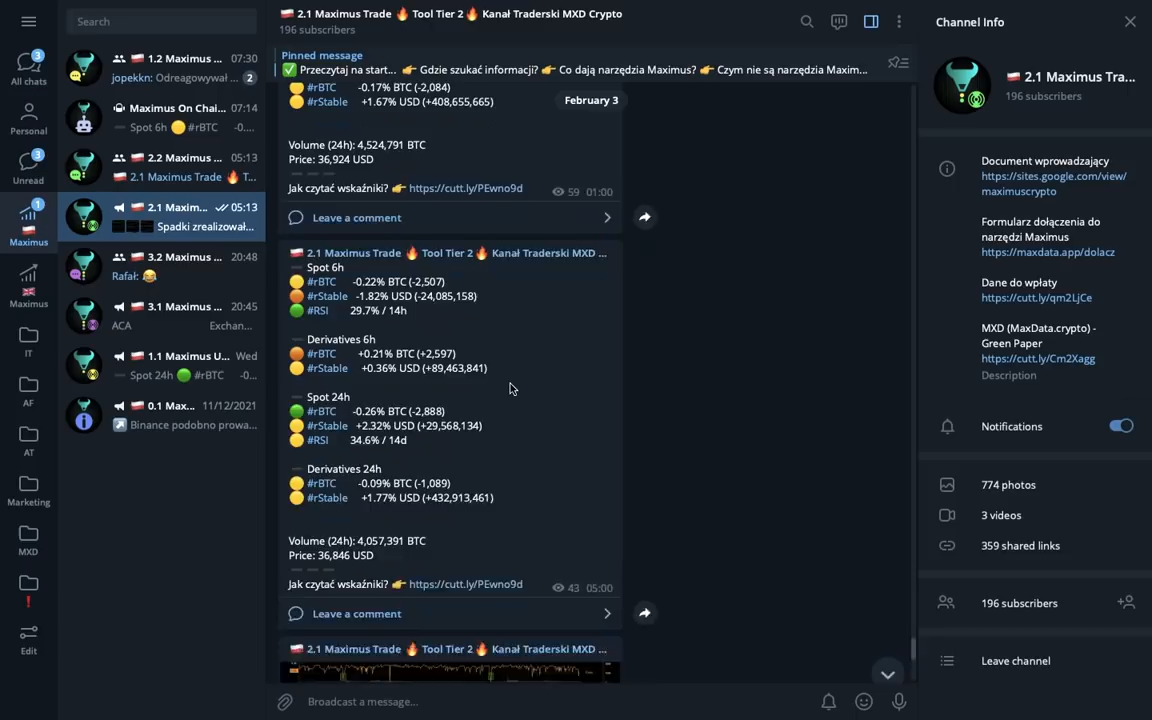 All chats
3
Personal
Unread
3
Maximus
1
Maximus
IT
AF
AT
Marketing
MXD
Edit
Search
1.2 Maximus ... 07:30
jopekkn: Odreagowywał ... 2
Maximus On Chai... 07:14
Spot 6h #rBTC -0....
2.2 Maximus ... 05:13
2.1 Maximus Trade T...
2.1 Maxim... 05:13
Spadki zrealizował...
3.2 Maximus ... 20:48
Rafał:
3.1 Maximus ... 20:45
ACA Exchan...
1.1 Maximus U... Wed
Spot 24h #rBTC -0...
0.1 Max... 11/12/2021
Binance podobno prowa...
2.1 Maximus Trade Tool Tier 2 Kanał Traderski MXD Crypto
196 subscribers
Pinned message
Przeczytaj na start... Gdzie szukać informacji? Co dają narzędzia Maximus? Czym nie są narzędzia Maxim...
February 3
#rBTC -0.17% BTC (-2,084)
#rStable +1.67% USD (+408,655,665)
Volume (24h): 4,524,791 BTC
Price: 36,924 USD
Jak czytać wskaźniki? https://cutt.ly/PEwno9d
59 01:00
Leave a comment
2.1 Maximus Trade Tool Tier 2 Kanał Traderski MXD ...
Spot 6h
#rBTC -0.22% BTC (-2,507)
#rStable -1.82% USD (-24,085,158)
#RSI 29.7% / 14h
Derivatives 6h
#rBTC +0.21% BTC (+2,597)
#rStable +0.36% USD (+89,463,841)
Spot 24h
#rBTC -0.26% BTC (-2,888)
#rStable +2.32% USD (+29,568,134)
#RSI 34.6% / 14d
Derivatives 24h
#rBTC -0.09% BTC (-1,089)
#rStable +1.77% USD (+432,913,461)
Volume (24h): 4,057,391 BTC
Price: 36,846 USD
Jak czytać wskaźniki? https://cutt.ly/PEwno9d
43 05:00
Leave a comment
2.1 Maximus Trade Tool Tier 2 Kanał Traderski MXD ...
Broadcast a message...
Channel Info
2.1 Maximus Tra...
196 subscribers
Document wprowadzający
https://sites.google.com/view/
maximuscrypto
Formularz dołączenia do
narzędzi Maximus
https://maxdata.app/dolacz
Dane do wpłaty
https://cutt.ly/qm2LjCe
MXD (MaxData.crypto) -
Green Paper
https://cutt.ly/Cm2Xagg
Description
Notifications
774 photos
3 videos
359 shared links
196 subscribers
Leave channel